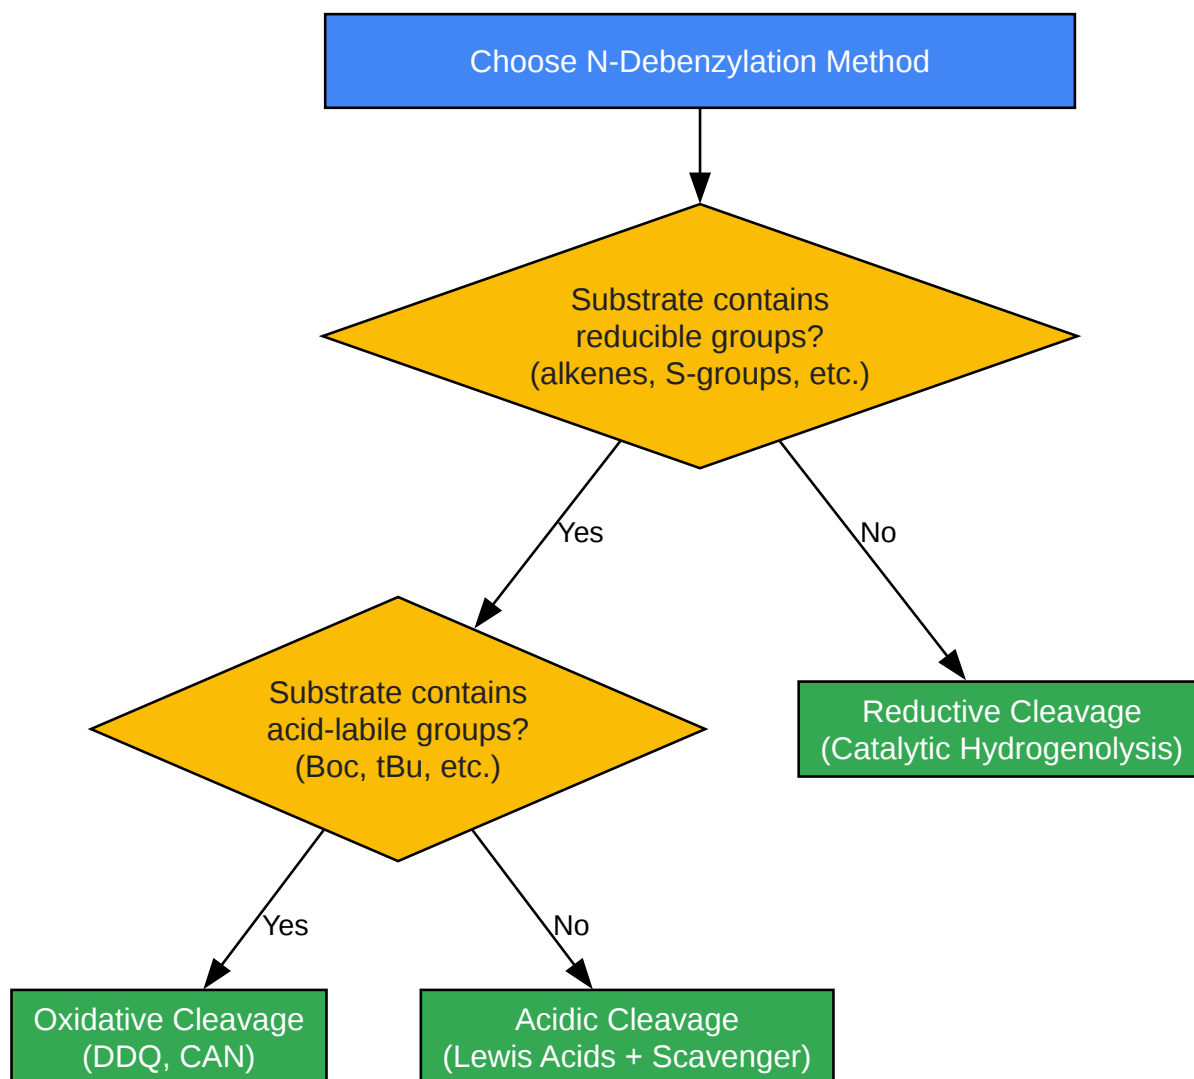 Choose N-Debenzylation Method
Substrate contains
reducible groups?
(alkenes, S-groups, etc.)
Yes
No
Substrate contains
acid-labile groups?
(Boc, tBu, etc.)
Reductive Cleavage
(Catalytic Hydrogenolysis)
Yes
No
Oxidative Cleavage
(DDQ, CAN)
Acidic Cleavage
(Lewis Acids + Scavenger)